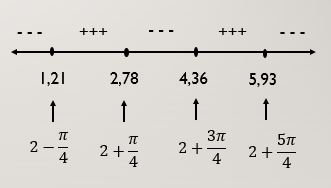 - - - +++ - - - +++ - - -
1,21 2,78 4,36 5,93
2 − π/4 2 + π/4 2 + 3π/4 2 + 5π/4